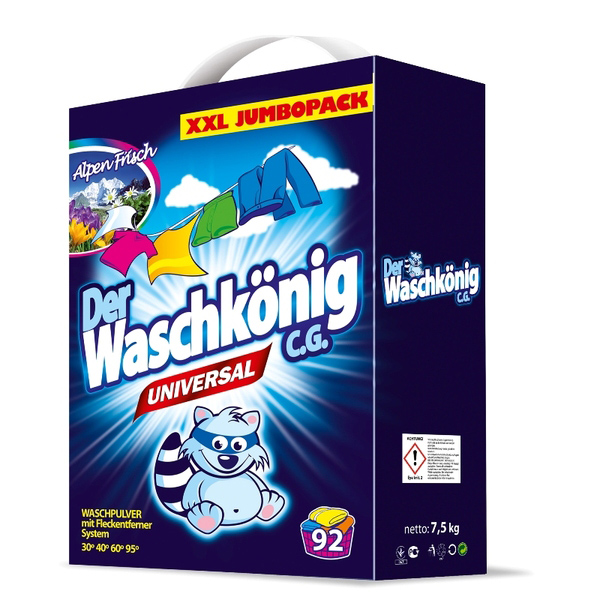 XXL JUMBOPACK
Alpen Frisch
Der
Waschkönig
C.G.
UNIVERSAL
WASCHPULVER
mit Fleckentferner
System
30° 40° 60° 95°
92
Der
Waschkönig
C.G.
ACHTUNG
netto: 7,5 kg